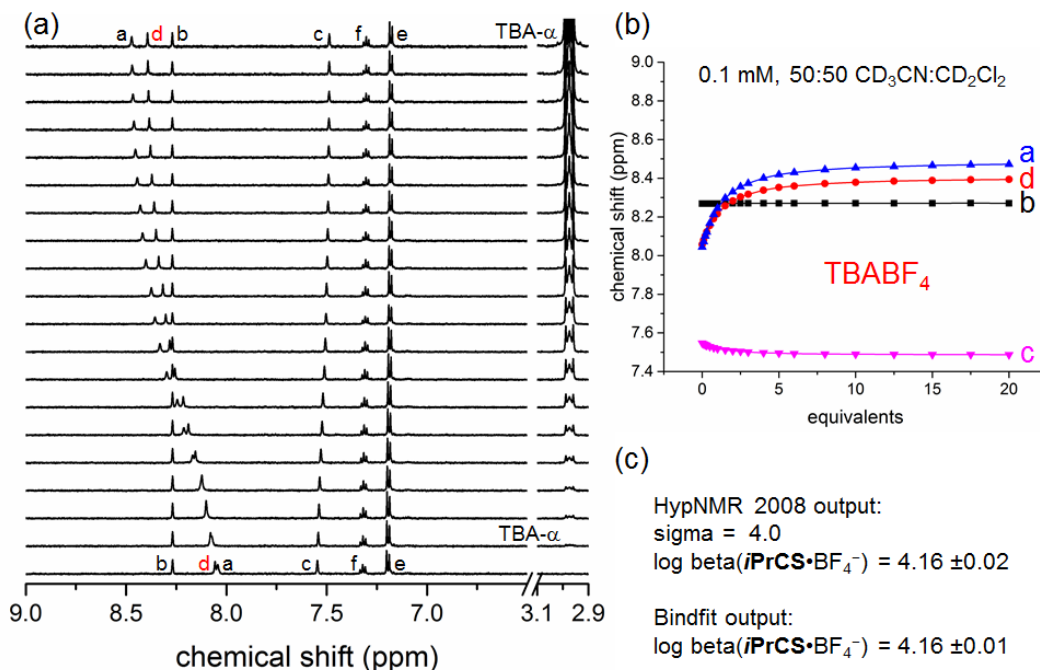 (a)
a d b c f e TBA-α
TBA-α
b d a c f
9.0 8.5 8.0 7.5 7.0 3.1 2.9
chemical shift (ppm)
(b)
0.1 mM, 50:50 CD₃CN:CD₂Cl₂
9.0
8.8
8.6
8.4
8.2
8.0
7.8
7.6
7.4
chemical shift (ppm)
a
d
b
TBABF₄
c
0 5 10 15 20
equivalents
(c)
HypNMR 2008 output:
sigma = 4.0
log beta(iPrCS•BF₄⁻) = 4.16 ±0.02
Bindfit output:
log beta(iPrCS•BF₄⁻) = 4.16 ±0.01